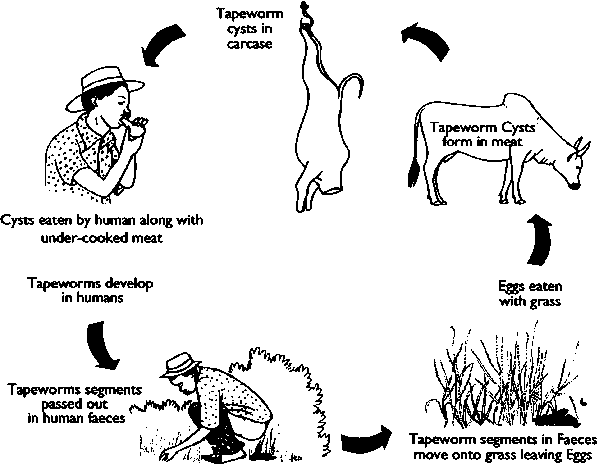 Tapeworm
cysts in
carcase
Tapeworm Cysts
form in meat
Cysts eaten by human along with
under-cooked meat
Tapeworms develop
in humans
Eggs eaten
with grass
Tapeworms segments
passed out
in human faeces
Tapeworm segments in Faeces
move onto grass leaving Eggs